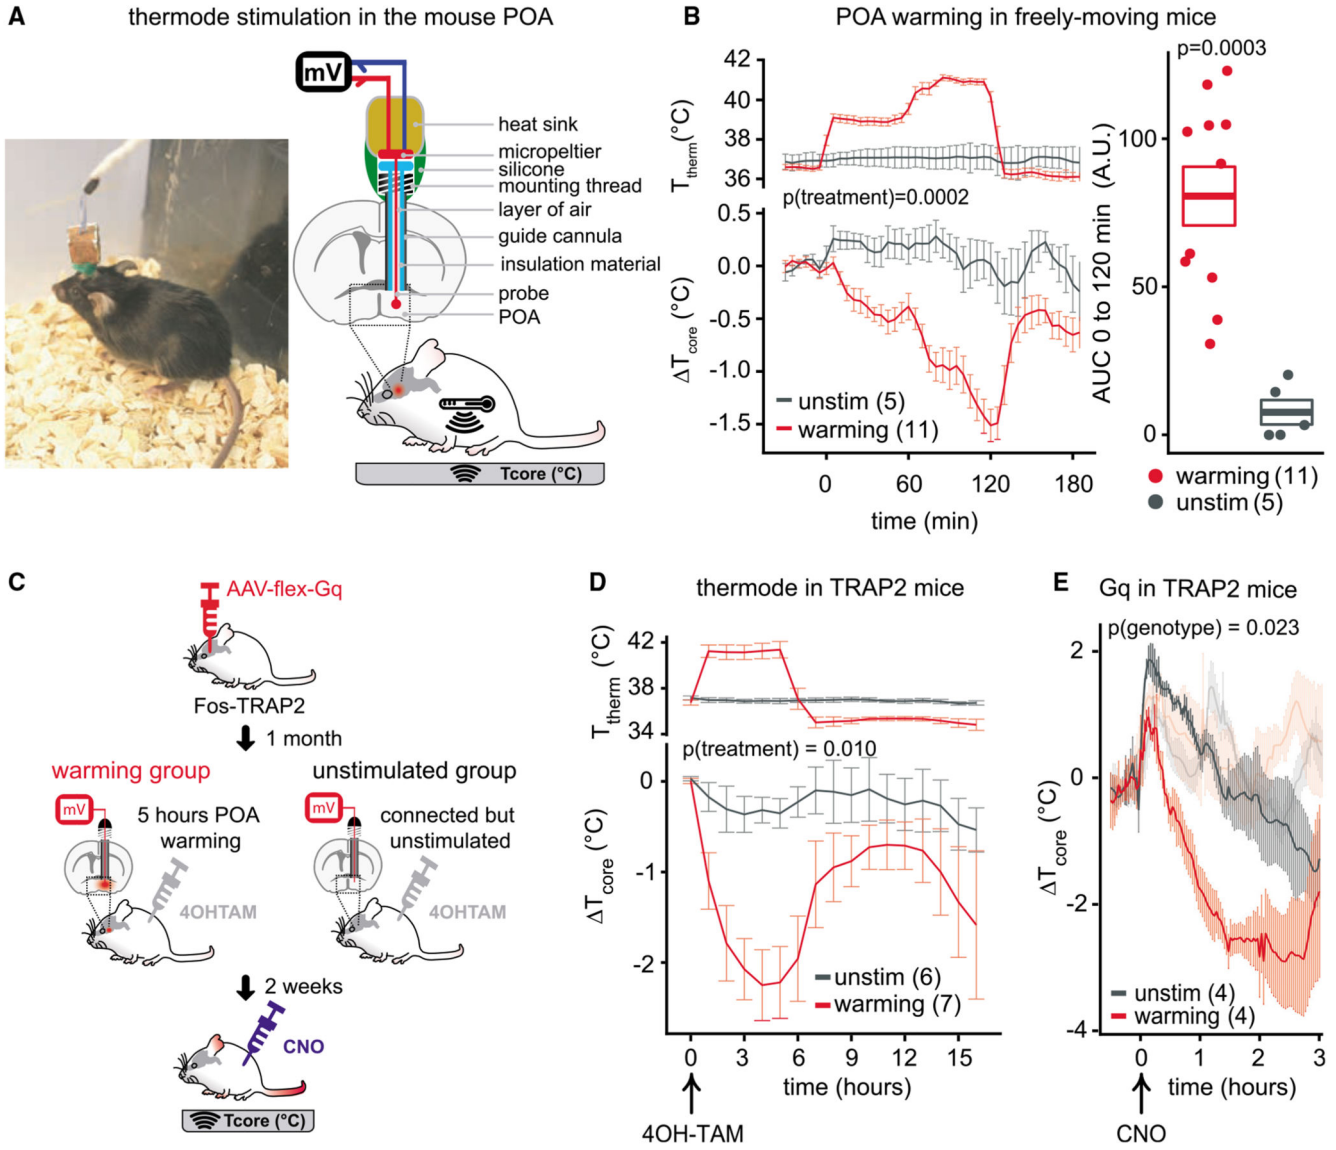 A
thermode stimulation in the mouse POA
mV
heat sink
micropeltier
silicone
mounting thread
layer of air
guide cannula
insulation material
probe
POA
Tcore (°C)
B
POA warming in freely-moving mice
Ttherm(°C)
42
40
38
36
p(treatment)=0.0002
ΔTcore (°C)
0.5
0.0
-0.5
-1.0
-1.5
unstim (5)
warming (11)
0
60
120
180
time (min)
p=0.0003
AUC 0 to 120 min (A.U.)
100
50
0
warming (11)
unstim (5)
C
AAV-flex-Gq
Fos-TRAP2
1 month
warming group
unstimulated group
mV
5 hours POA
warming
4OHTAM
mV
connected but
unstimulated
4OHTAM
2 weeks
CNO
Tcore (°C)
D
thermode in TRAP2 mice
Ttherm (°C)
42
38
34
p(treatment) = 0.010
ΔTcore (°C)
0
-1
-2
unstim (6)
warming (7)
0
3
6
9
12
15
time (hours)
4OH-TAM
E
Gq in TRAP2 mice
p(genotype) = 0.023
ΔTcore (°C)
2
0
-2
-4
unstim (4)
warming (4)
0
1
2
3
time (hours)
CNO